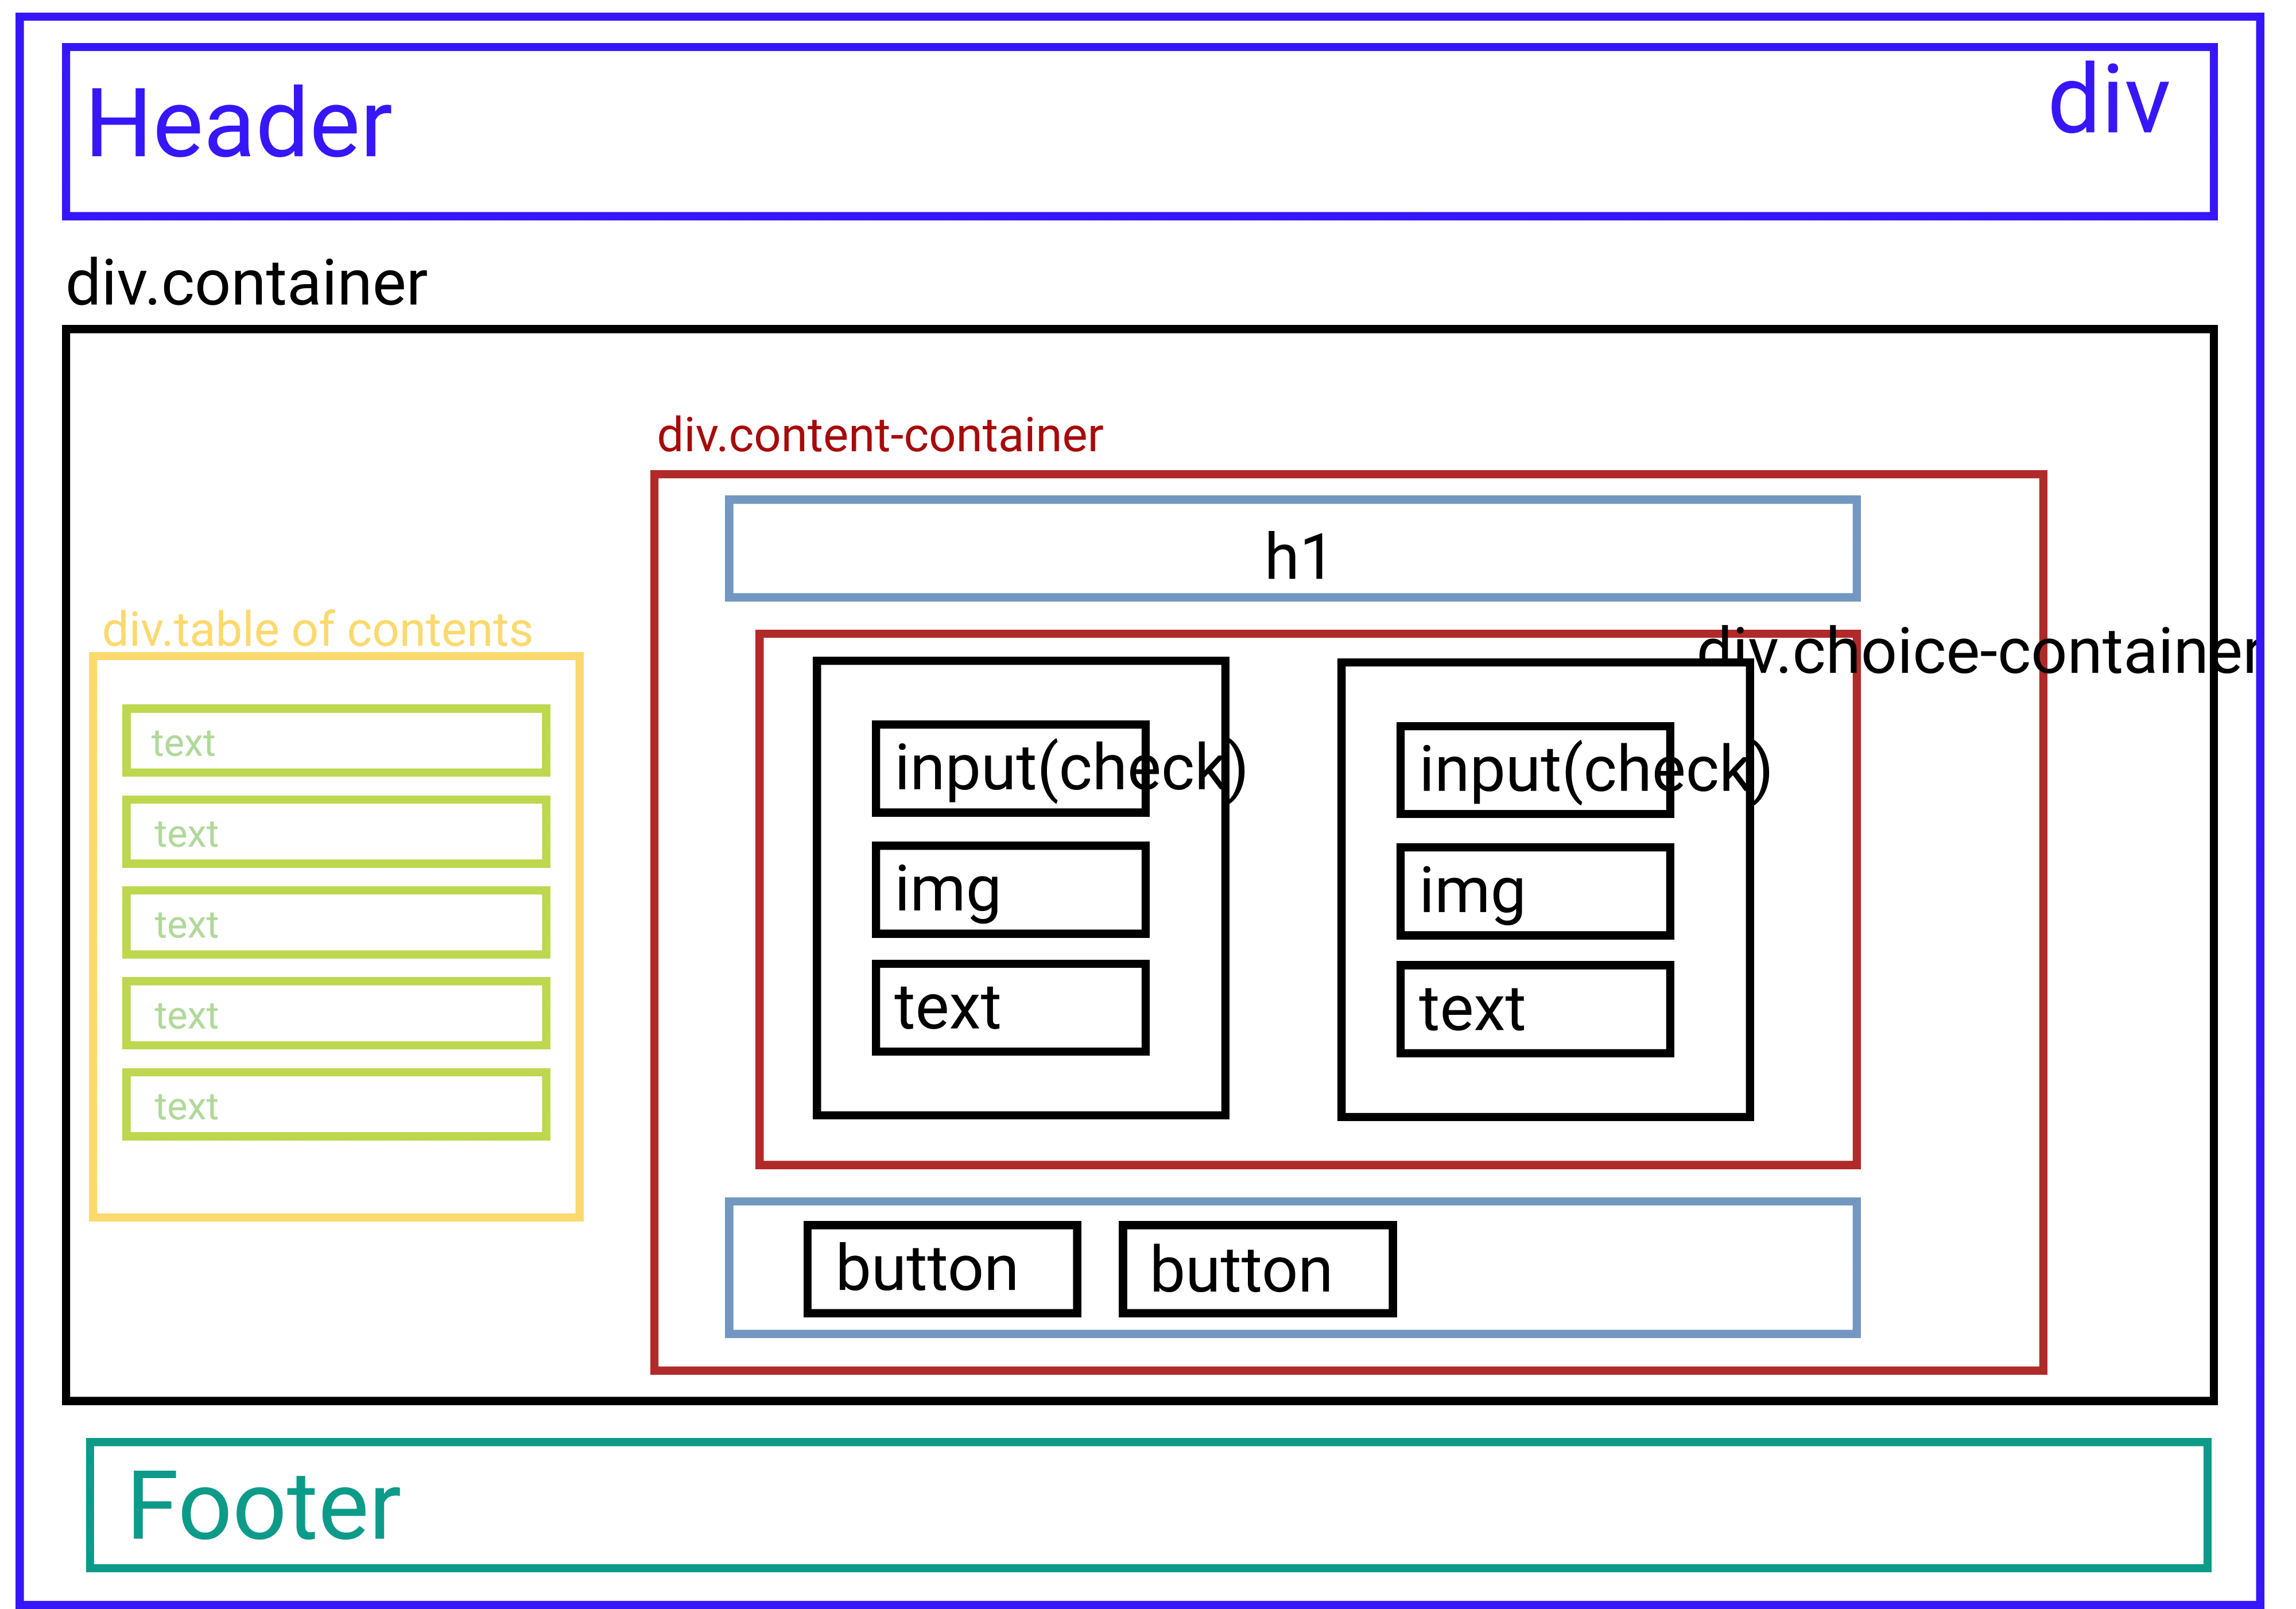 Header
div
div.container
div.content-container
h1
div.table of contents
text
text
text
text
text
div.choice-container
input(check)
img
text
input(check)
img
text
button
button
Footer